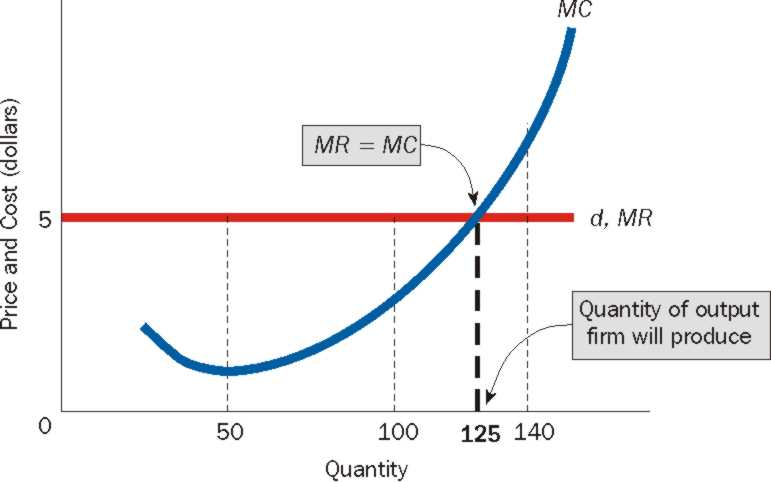 MC
Price and Cost (dollars)
MR = MC
5
d, MR
Quantity of output
firm will produce
0
50
100
125
140
Quantity